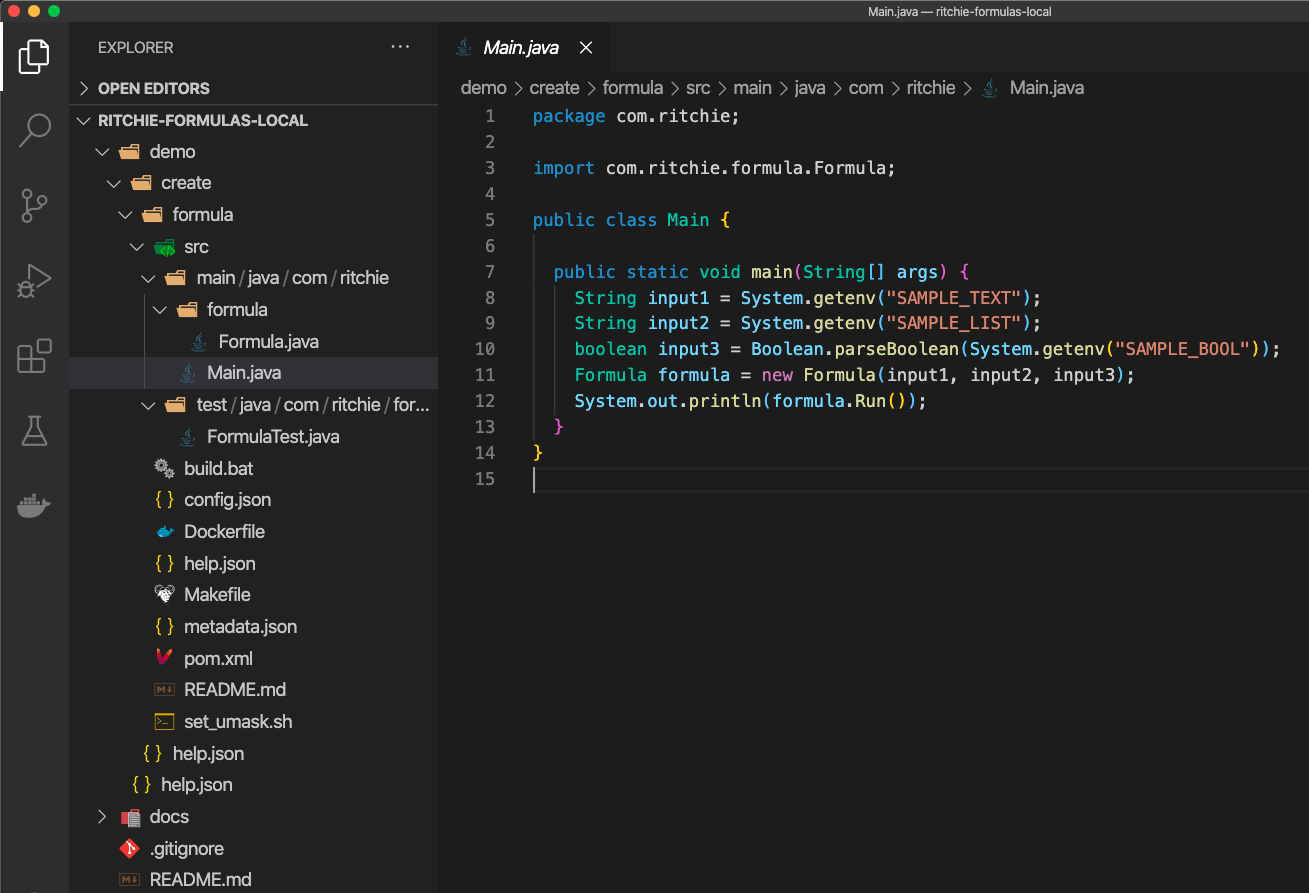 Main.java — ritchie-formulas-local
EXPLORER
OPEN EDITORS
RITCHIE-FORMULAS-LOCAL
demo
create
formula
src
main/java/com/ritchie
formula
Formula.java
Main.java
test/java/com/ritchie/for...
FormulaTest.java
build.bat
config.json
Dockerfile
help.json
Makefile
metadata.json
pom.xml
README.md
set_umask.sh
help.json
help.json
docs
.gitignore
README.md
Main.java
demo > create > formula > src > main > java > com > ritchie > Main.java
1 package com.ritchie;
2
3 import com.ritchie.formula.Formula;
4
5 public class Main {
6
7   public static void main(String[] args) {
8     String input1 = System.getenv("SAMPLE_TEXT");
9     String input2 = System.getenv("SAMPLE_LIST");
10     boolean input3 = Boolean.parseBoolean(System.getenv("SAMPLE_BOOL"));
11     Formula formula = new Formula(input1, input2, input3);
12     System.out.println(formula.Run());
13   }
14 }
15